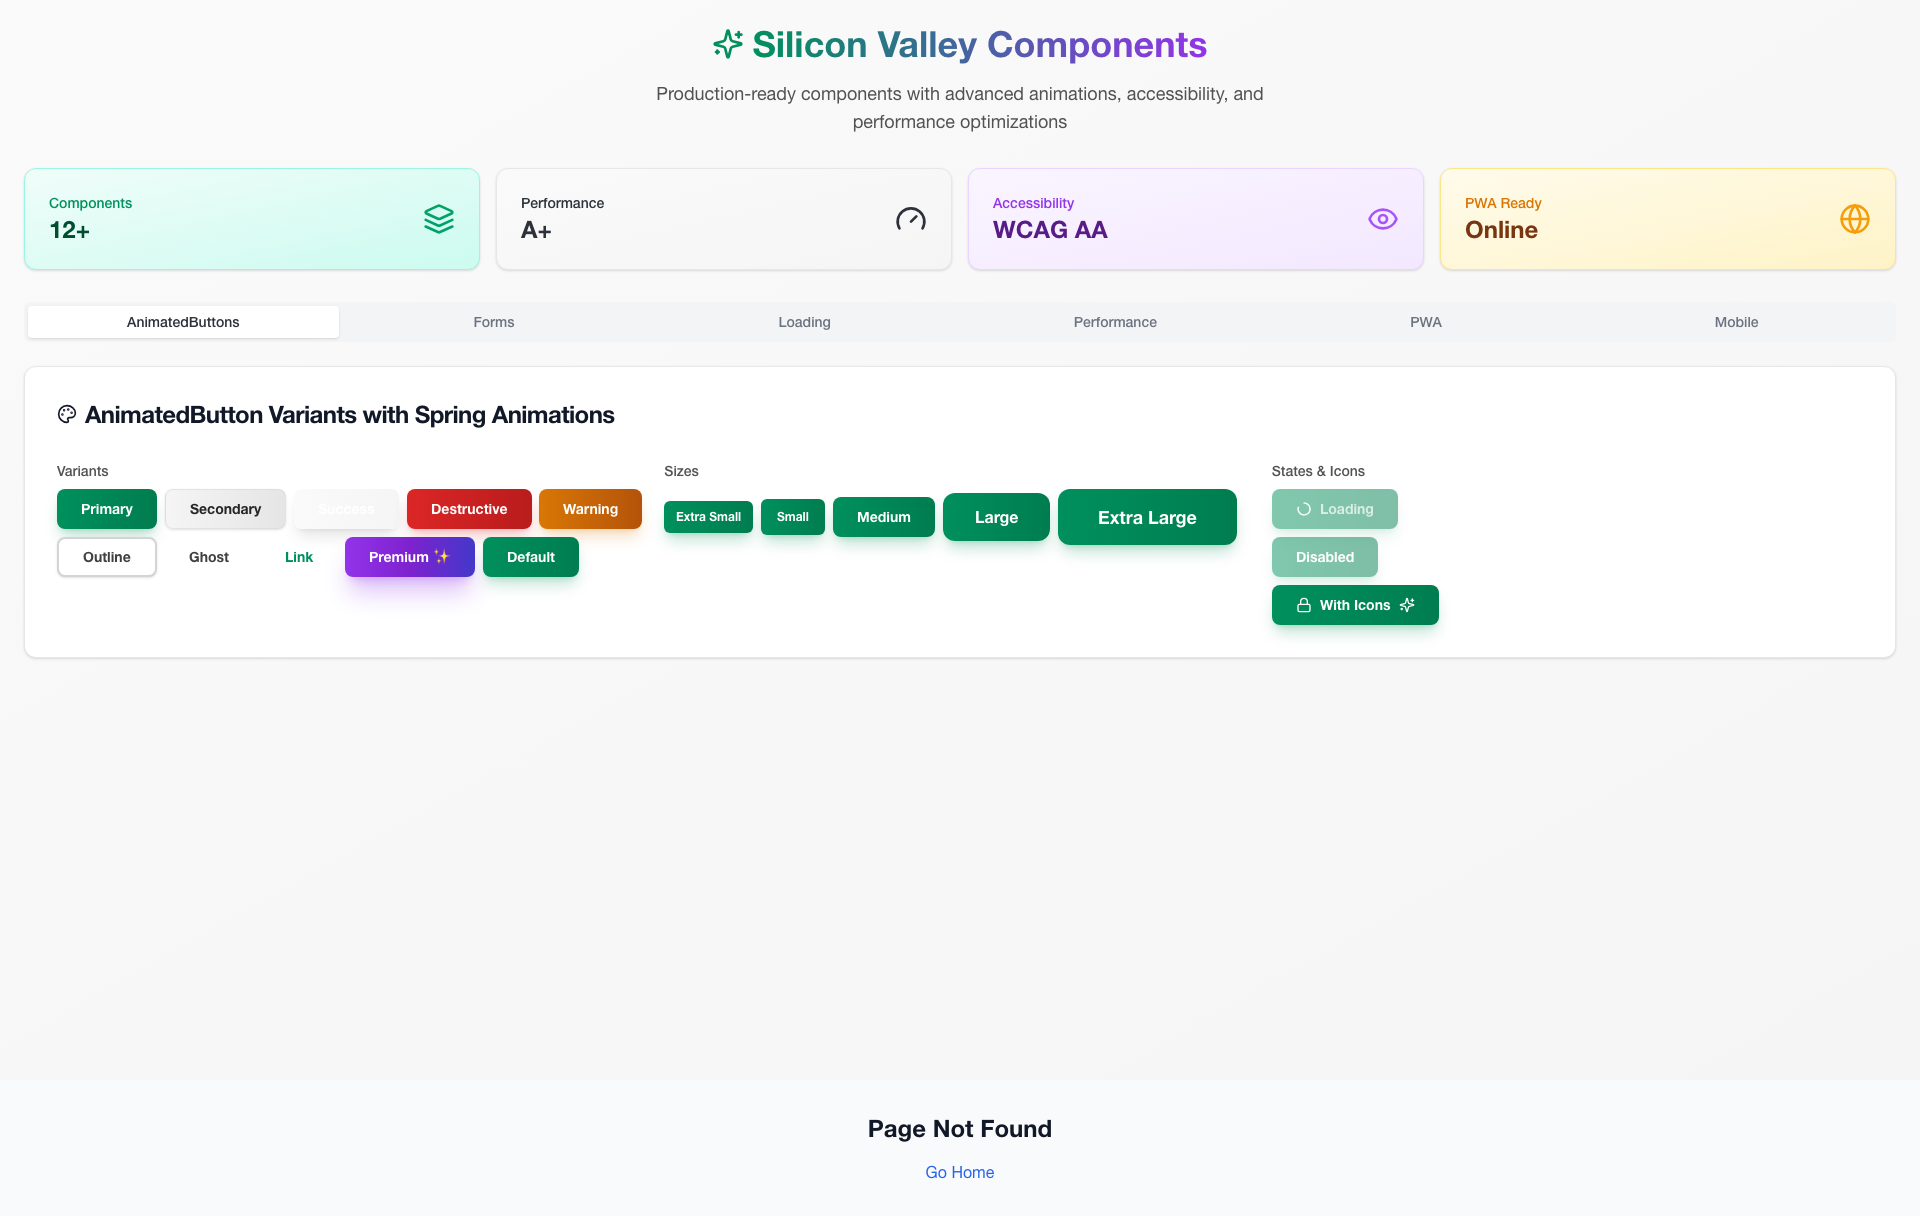 Silicon Valley Components
Production-ready components with advanced animations, accessibility, and
performance optimizations
Components
12+
Performance
A+
Accessibility
WCAG AA
PWA Ready
Online
AnimatedButtons
Forms
Loading
Performance
PWA
Mobile
AnimatedButton Variants with Spring Animations
Variants
Primary
Secondary
Success
Destructive
Warning
Outline
Ghost
Link
Premium ✨
Default
Sizes
Extra Small
Small
Medium
Large
Extra Large
States & Icons
Loading
Disabled
With Icons
Page Not Found
Go Home